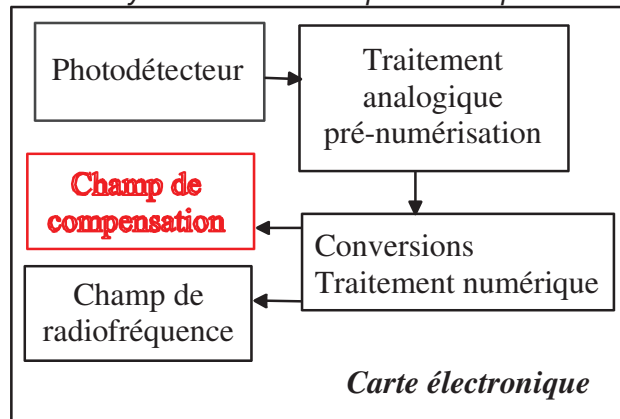 Photodétecteur
Traitement
analogique
pré-numérisation
Champ de
compensation
Conversions
Traitement numérique
Champ de
radiofréquence
Carte électronique